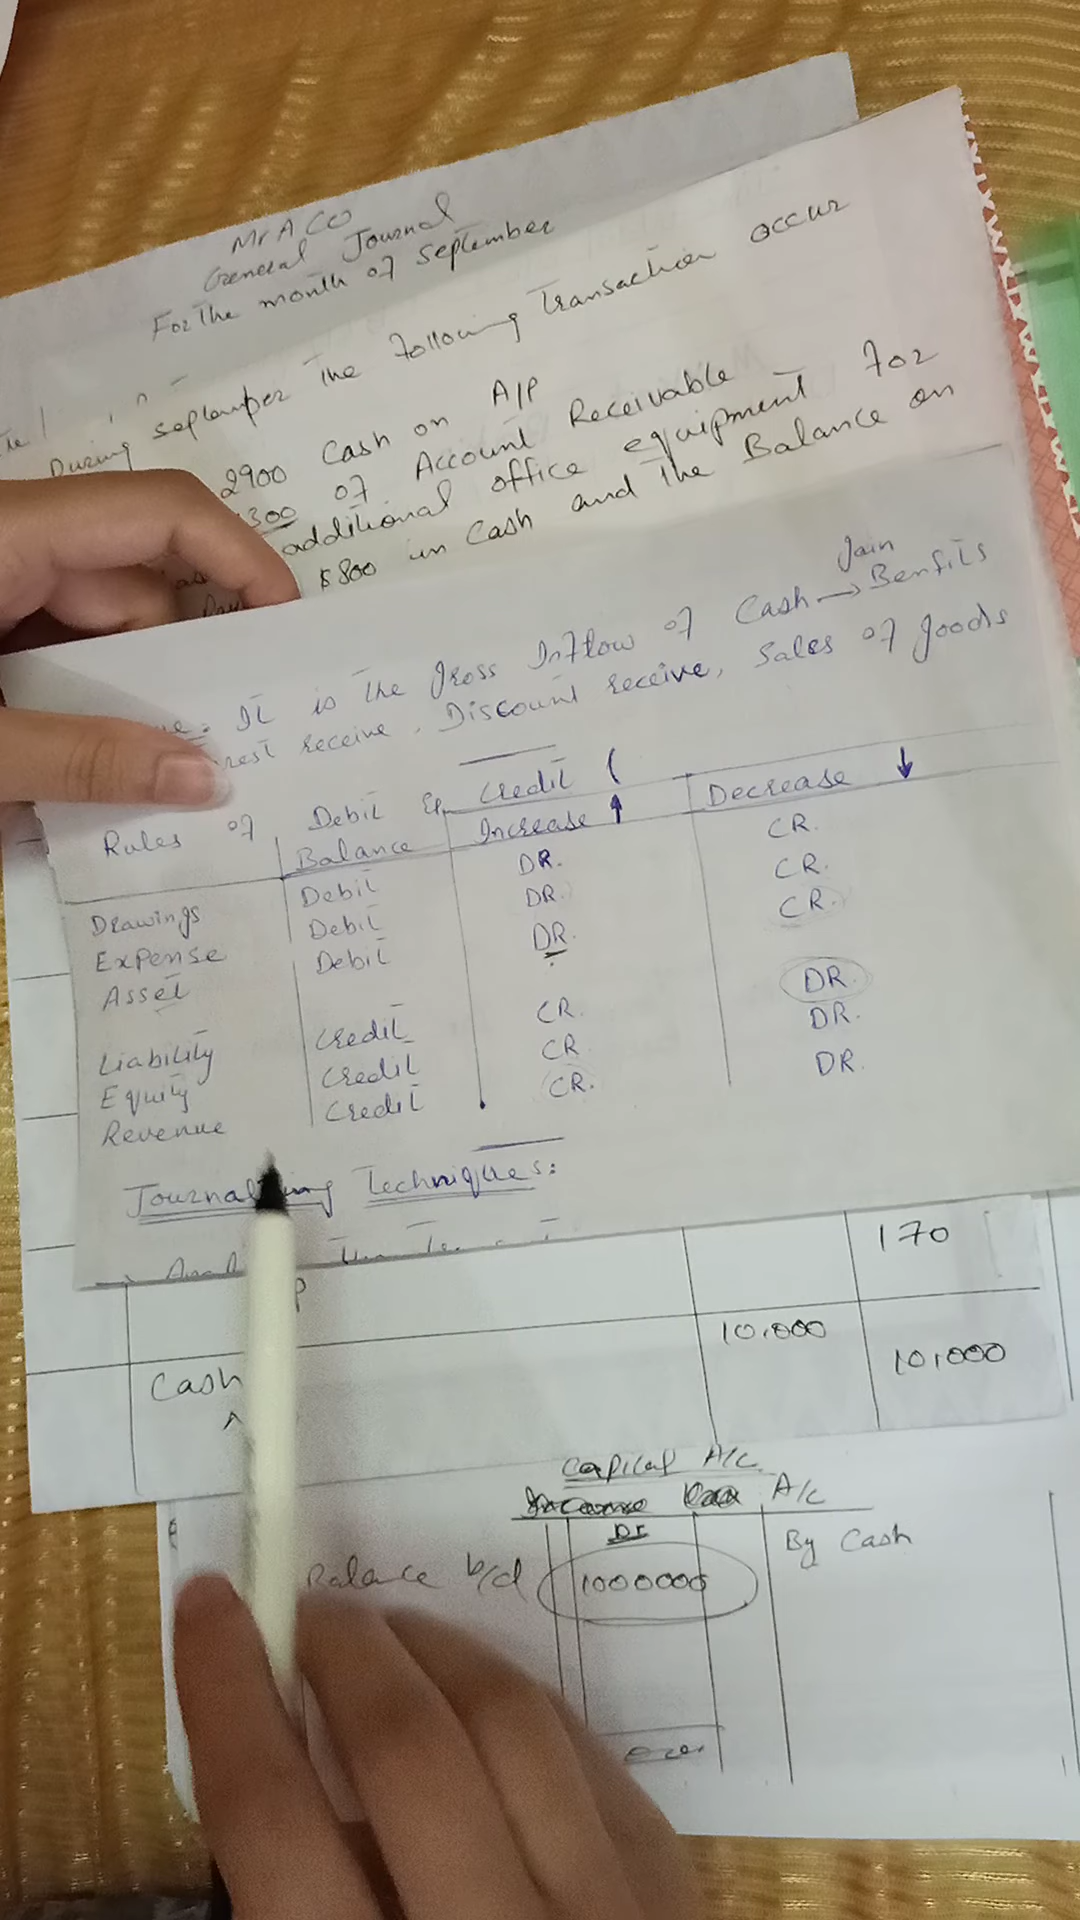 Mr A CO
General Journal
For The month of September
During September The Following Transaction occur
2900 Cash on A/P
300 of Account Receivable
additional office equipment For
$800 in Cash and The Balance on
Jain
It is the Gross Inflow of Cash → Benfits
receive, Discount receive, Sales of goods
Rules of Debit & Credit (
Balance Increase ↑ Decrease ↓
Drawings Debit DR. CR.
Expense Debit DR. CR.
Asset Debit DR. CR.
Liability Credit CR. DR.
Equity Credit CR. DR.
Revenue Credit CR. DR.
Techniques:
170
Cash 10,000
10,000
Capital A/C
A/C
Dr
Balance b/d 1000000 By Cash